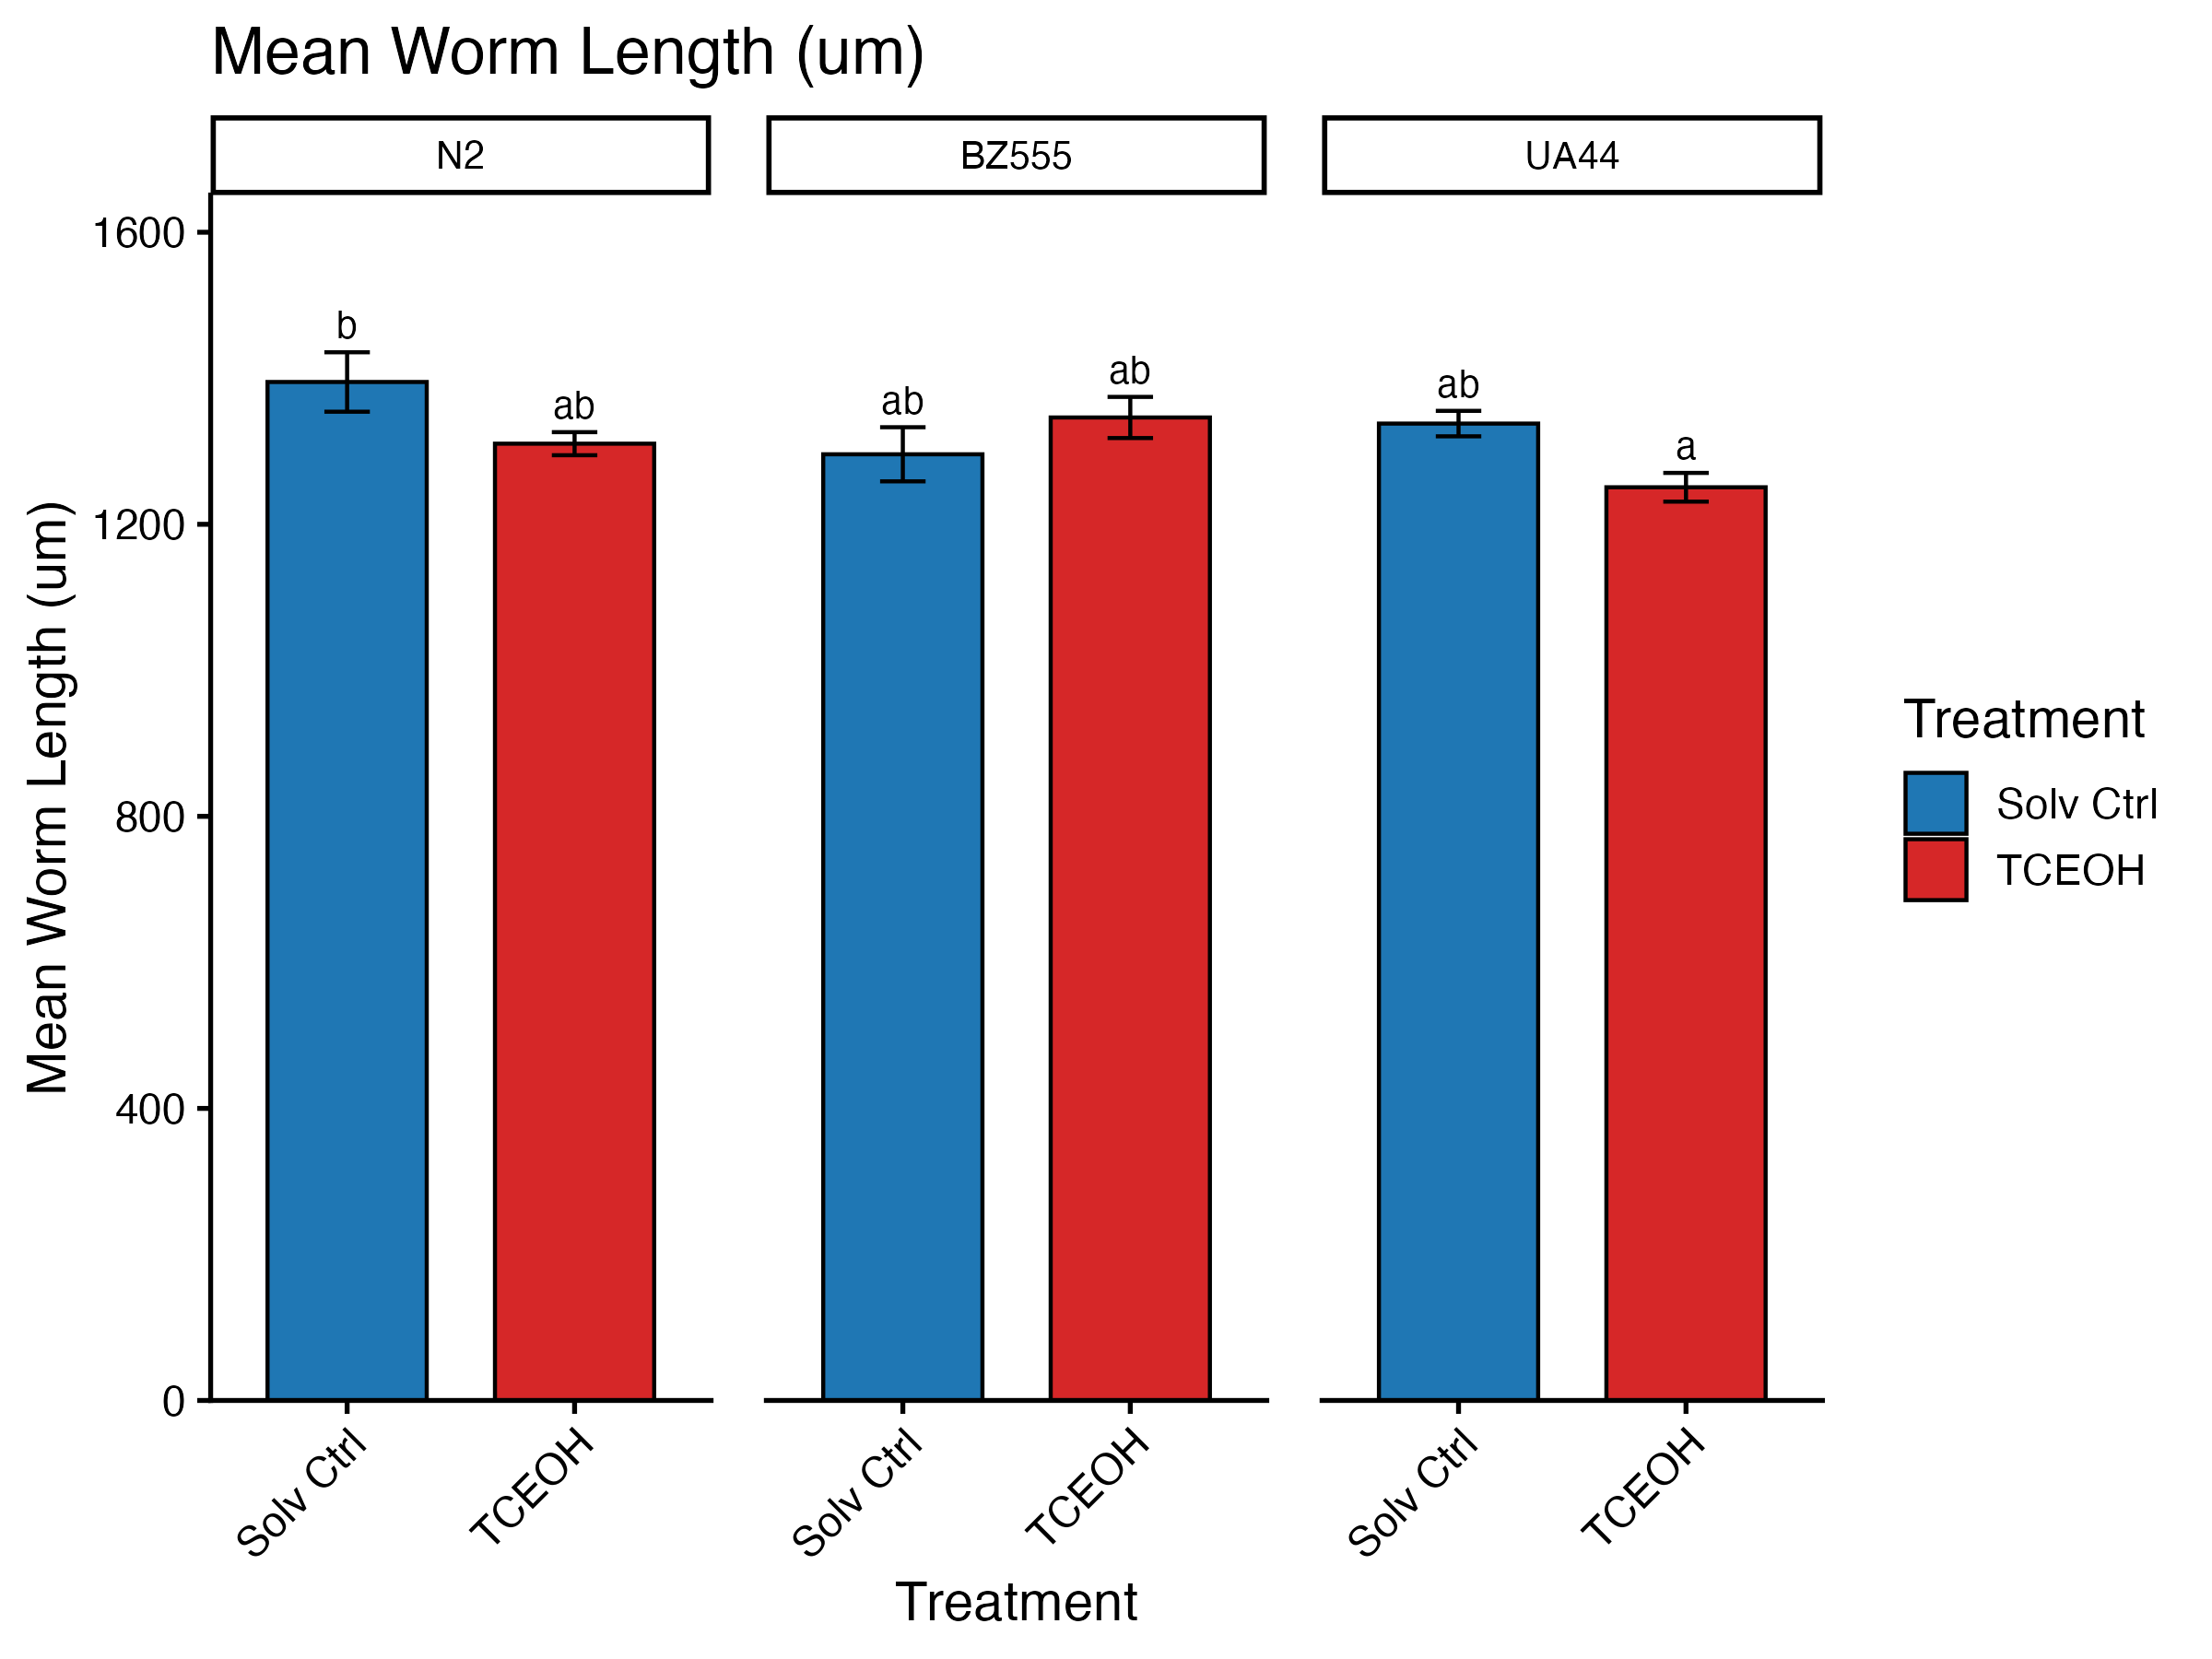 Mean Worm Length (um)
N2
BZ555
UA44
Mean Worm Length (um)
1600
1200
800
400
0
b
ab
ab
ab
ab
a
Solv Ctrl
TCEOH
Solv Ctrl
TCEOH
Solv Ctrl
TCEOH
Treatment
Treatment
Solv Ctrl
TCEOH